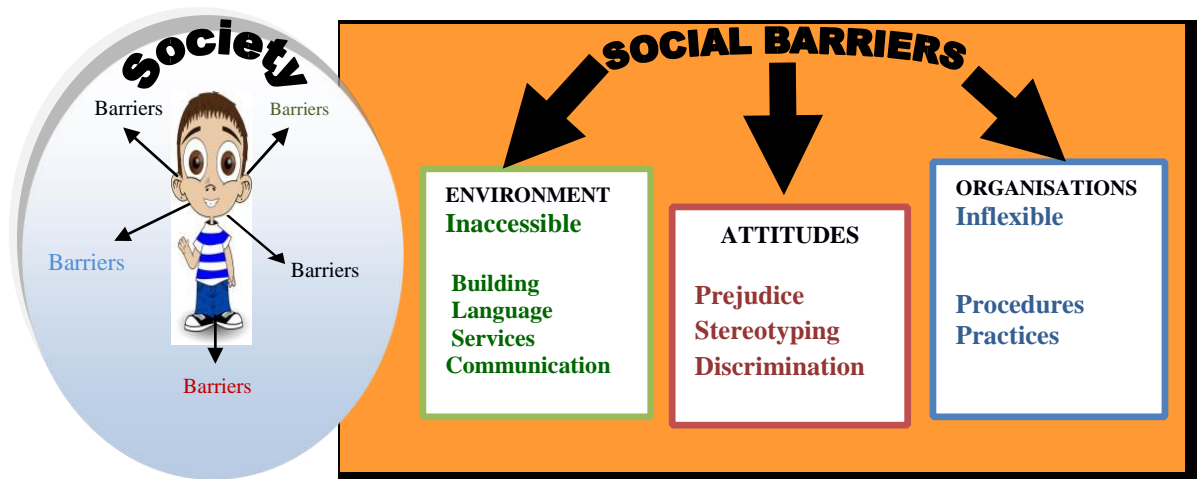 Society
Barriers
Barriers
Barriers
Barriers
Barriers
SOCIAL BARRIERS
ENVIRONMENT
Inaccessible
Building
Language
Services
Communication
ATTITUDES
Prejudice
Stereotyping
Discrimination
ORGANISATIONS
Inflexible
Procedures
Practices